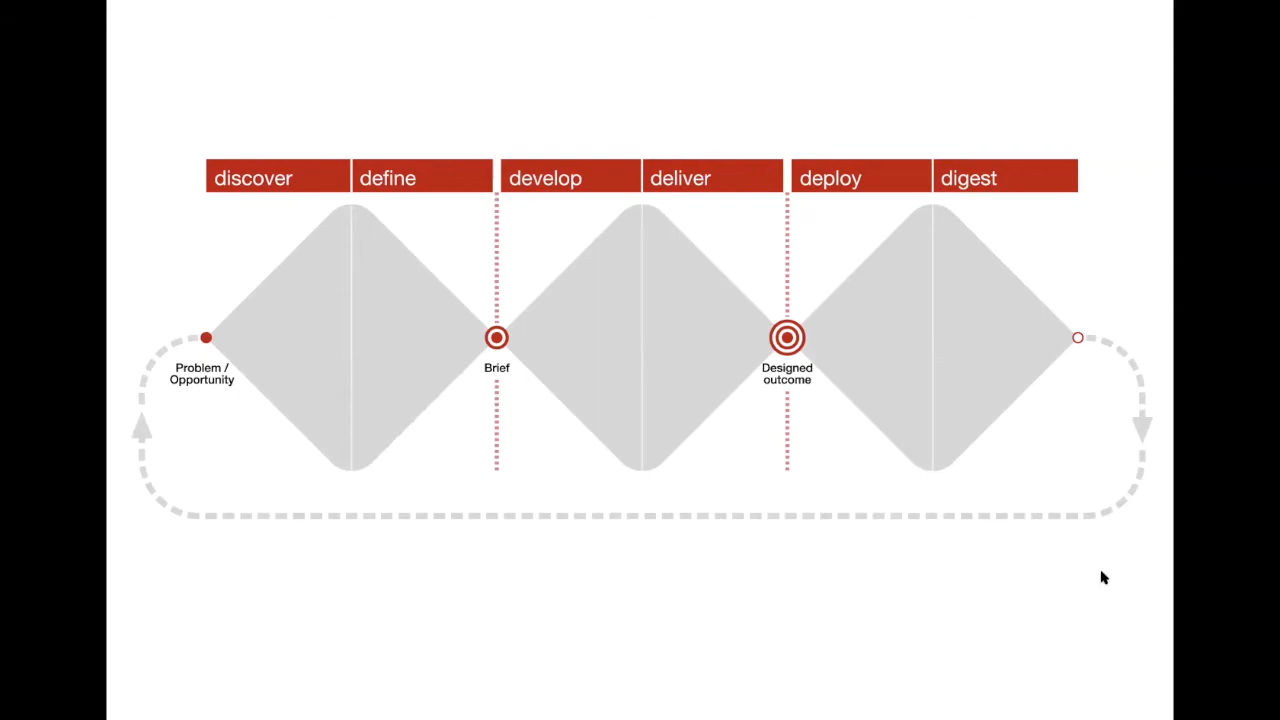 discover
define
develop
deliver
deploy
digest
Problem /
Opportunity
Brief
Designed
outcome